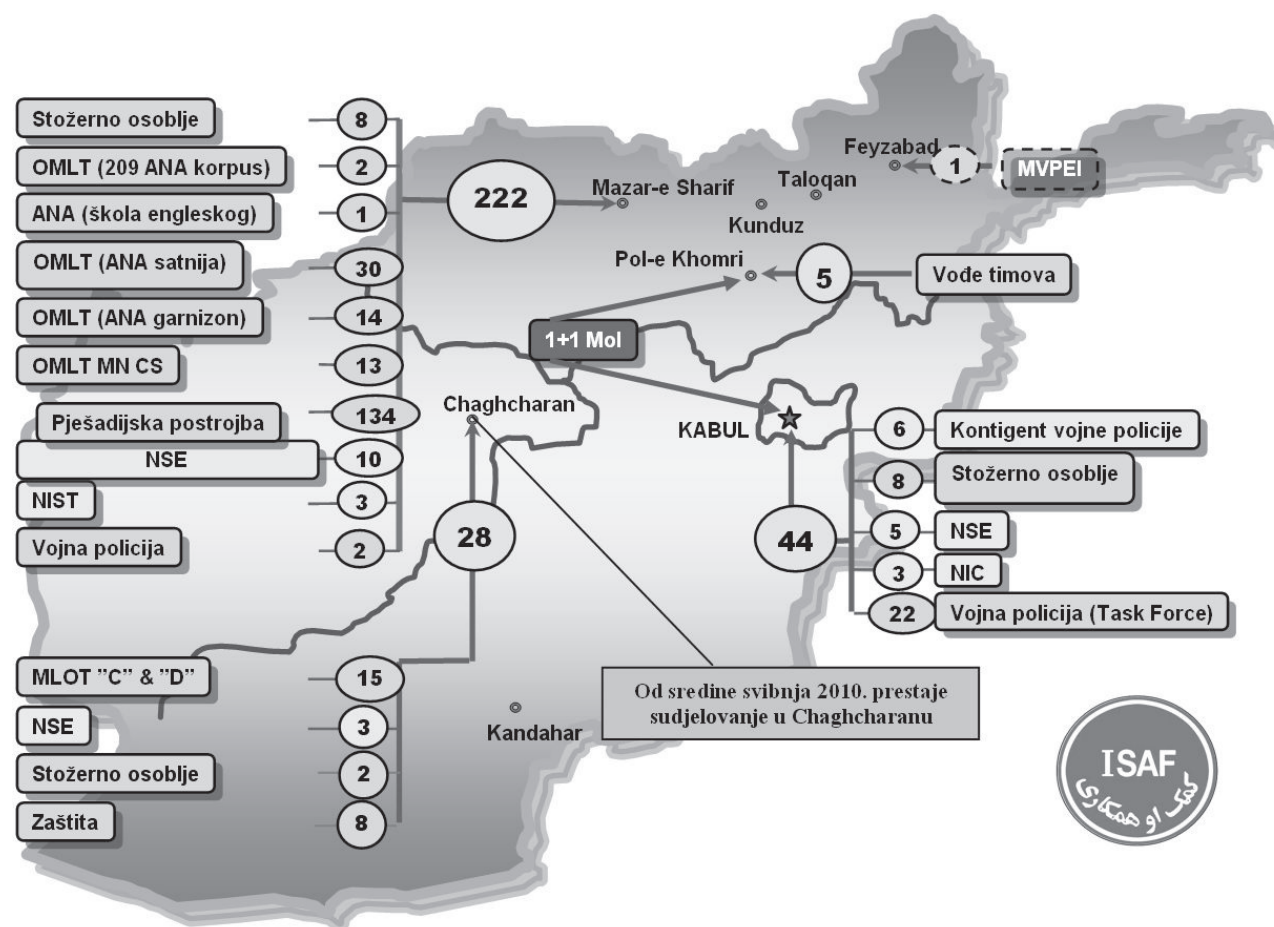 Stožerno osoblje
8
OMLT (209 ANA korpus)
2
ANA (škola engleskog)
1
OMLT (ANA satnija)
30
OMLT (ANA garnizon)
14
OMLT MN CS
13
Pješadijska postrojba
134
NSE
10
NIST
3
Vojna policija
2
222
Mazar-e Sharif
Kunduz
Taloqan
Feyzabad
1
MVPEI
Pol-e Khomri
5
Vođe timova
1+1 Mol
Chaghcharan
KABUL
28
44
6
Kontigent vojne policije
8
Stožerno osoblje
5
NSE
3
NIC
22
Vojna policija (Task Force)
MLOT ”C” & ”D”
15
NSE
3
Stožerno osoblje
2
Zaštita
8
Kandahar
Od sredine svibnja 2010. prestaje
sudjelovanje u Chaghcharanu
ISAF
کمک او همکاري